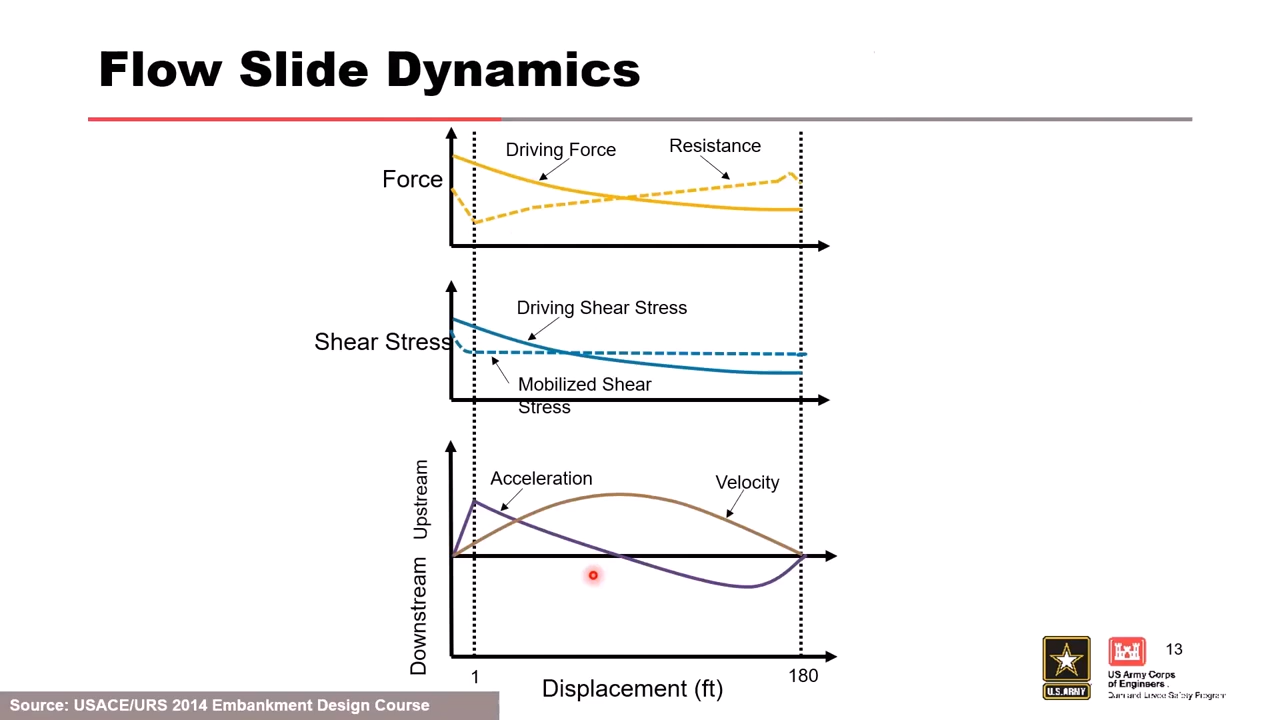 Flow Slide Dynamics
Driving Force
Resistance
Force
Driving Shear Stress
Shear Stress
Mobilized Shear
Stress
Upstream
Acceleration
Velocity
Downstream
1
180
Displacement (ft)
13
U.S.ARMY
US Army Corps
of Engineers.
Dam and Levee Safety Program
Source: USACE/URS 2014 Embankment Design Course